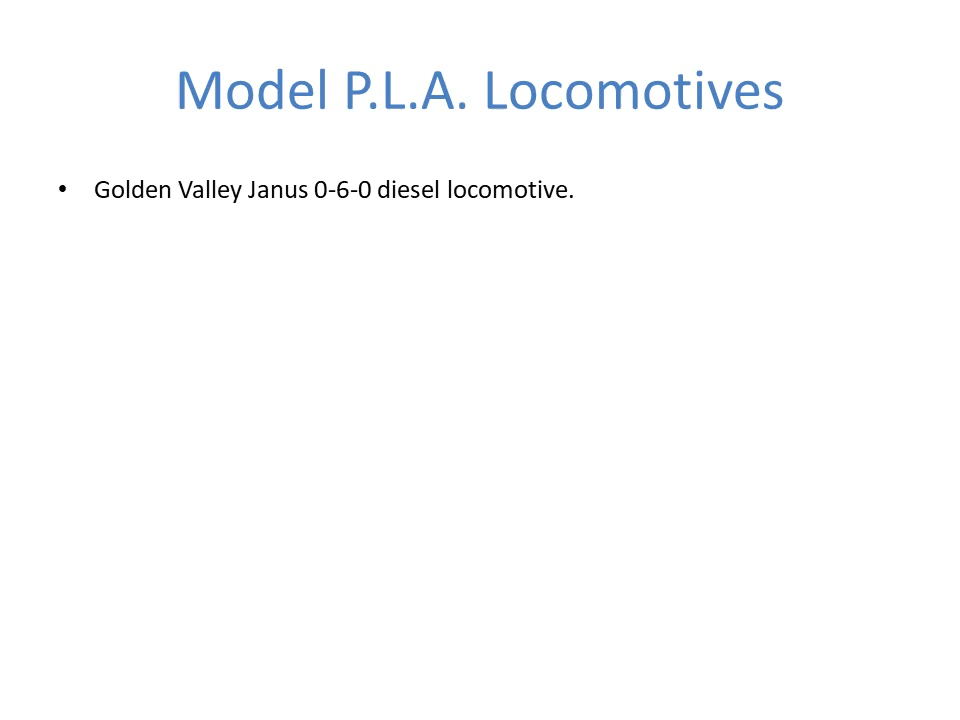 Model P.L.A. Locomotives
• Golden Valley Janus 0-6-0 diesel locomotive.